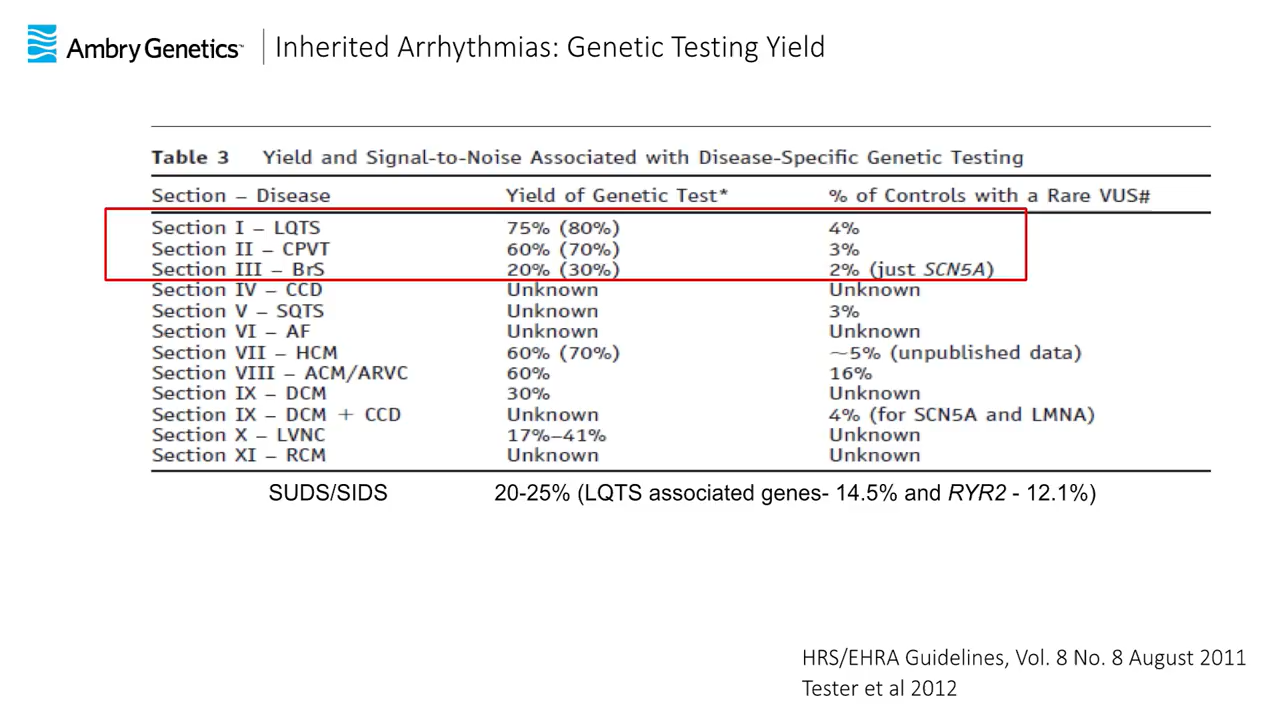 Ambry Genetics™ Inherited Arrhythmias: Genetic Testing Yield
Table 3 Yield and Signal-to-Noise Associated with Disease-Specific Genetic Testing
Section – Disease Yield of Genetic Test* % of Controls with a Rare VUS#
Section I – LQTS 75% (80%) 4%
Section II – CPVT 60% (70%) 3%
Section III – BrS 20% (30%) 2% (just SCN5A)
Section IV – CCD Unknown Unknown
Section V – SQTS Unknown 3%
Section VI – AF Unknown Unknown
Section VII – HCM 60% (70%) ~5% (unpublished data)
Section VIII – ACM/ARVC 60% 16%
Section IX – DCM 30% Unknown
Section IX – DCM + CCD Unknown 4% (for SCN5A and LMNA)
Section X – LVNC 17%–41% Unknown
Section XI – RCM Unknown Unknown
SUDS/SIDS 20-25% (LQTS associated genes- 14.5% and RYR2 - 12.1%)
HRS/EHRA Guidelines, Vol. 8 No. 8 August 2011
Tester et al 2012